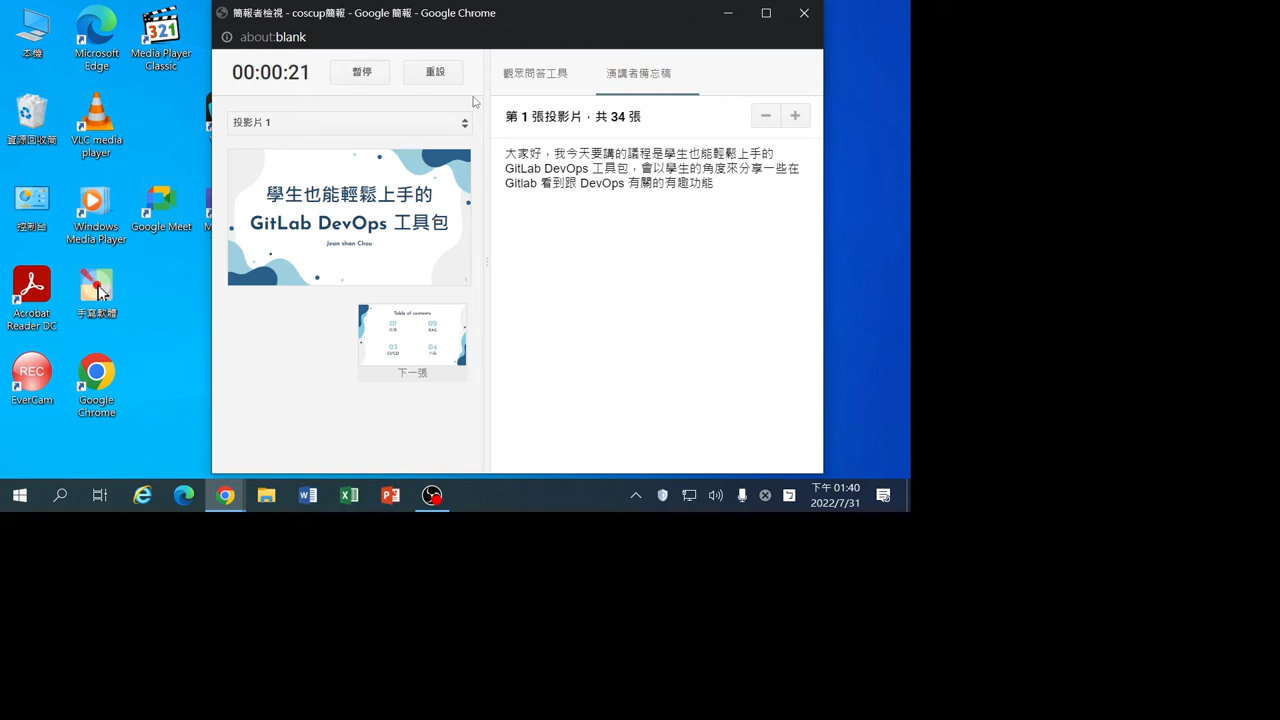 簡報者檢視 - coscup簡報 - Google 簡報 - Google Chrome
about:blank
00:00:21
暫停
重設
觀眾問答工具
演講者備忘稿
投影片 1
第 1 張投影片，共 34 張
大家好，我今天要講的議程是學生也能輕鬆上手的
GitLab DevOps 工具包，會以學生的角度來分享一些在
Gitlab 看到跟 DevOps 有關的有趣功能
學生也能輕鬆上手的
GitLab DevOps 工具包
Jean shan Chou
Table of contents
01
02
03
CI/CD
04
下一張
本機
Microsoft
Edge
Media Player
Classic
資源回收筒
VLC media
player
控制台
Windows
Media Player
Google Meet
Acrobat
Reader DC
手寫軟體
REC
EverCam
Google
Chrome
下午 01:40
2022/7/31